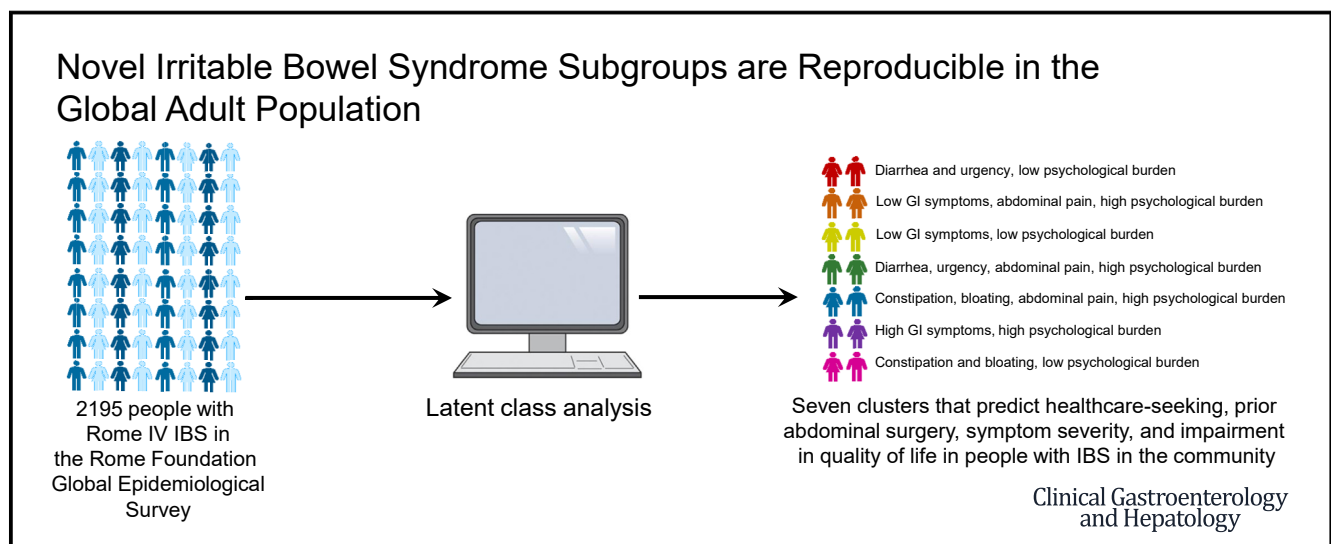 Novel Irritable Bowel Syndrome Subgroups are Reproducible in the
Global Adult Population
2195 people with
Rome IV IBS in
the Rome Foundation
Global Epidemiological
Survey
Latent class analysis
Diarrhea and urgency, low psychological burden
Low GI symptoms, abdominal pain, high psychological burden
Low GI symptoms, low psychological burden
Diarrhea, urgency, abdominal pain, high psychological burden
Constipation, bloating, abdominal pain, high psychological burden
High GI symptoms, high psychological burden
Constipation and bloating, low psychological burden
Seven clusters that predict healthcare-seeking, prior
abdominal surgery, symptom severity, and impairment
in quality of life in people with IBS in the community
Clinical Gastroenterology
and Hepatology